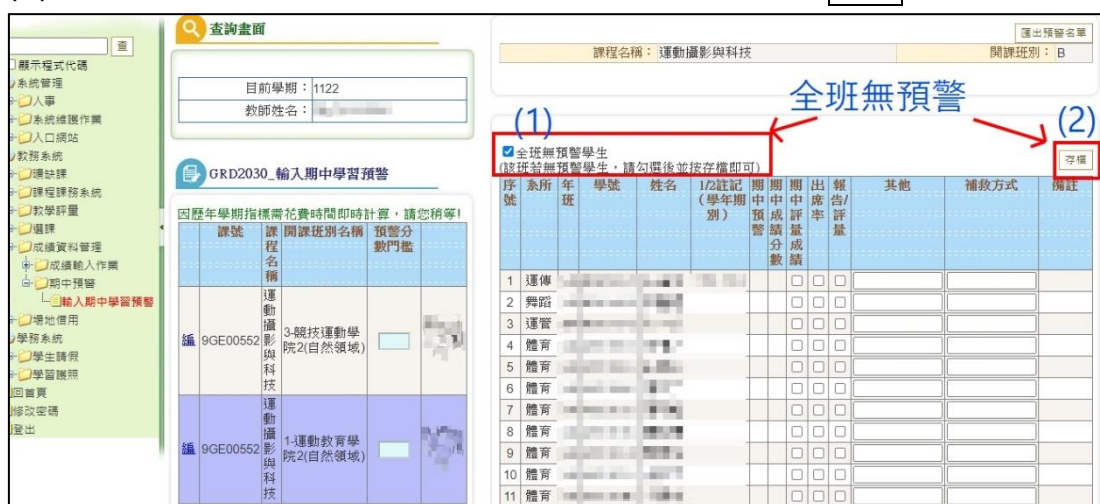 查
顯示程式代碼
系統管理
人事
系統維護作業
入口網站
教務系統
曠缺課
課程課務系統
教學評量
選課
成績資料管理
成績輸入作業
期中預警
輸入期中學習預警
場地借用
學務系統
學生請假
學習護照
回首頁
修改密碼
登出
查詢畫面
目前學期： 1122
教師姓名：
GRD2030_輸入期中學習預警
因歷年學期指標需花費時間即時計算，請您稍等!
課號 課程名稱 開課班別名稱 預警分數門檻
編 9GE00552 運動攝影與科技 3-競技運動學院2(自然領域)
編 9GE00552 運動攝影與科技 1-運動教育學院2(自然領域)
匯出預警名單
課程名稱： 運動攝影與科技 開課班別： B
全班無預警
(1)
(2)
全班無預警學生
(該班若無預警學生，請勾選後並按存檔即可)
存檔
序號 系所 年班 學號 姓名 1/2註記(學年期別) 期中預警 期中成績分數 期中評量成績 出席率 報告/評量 其他 補救方式 備註
1 運傳
2 舞蹈
3 運管
4 體育
5 體育
6 體育
7 體育
8 體育
9 體育
10 體育
11 體育